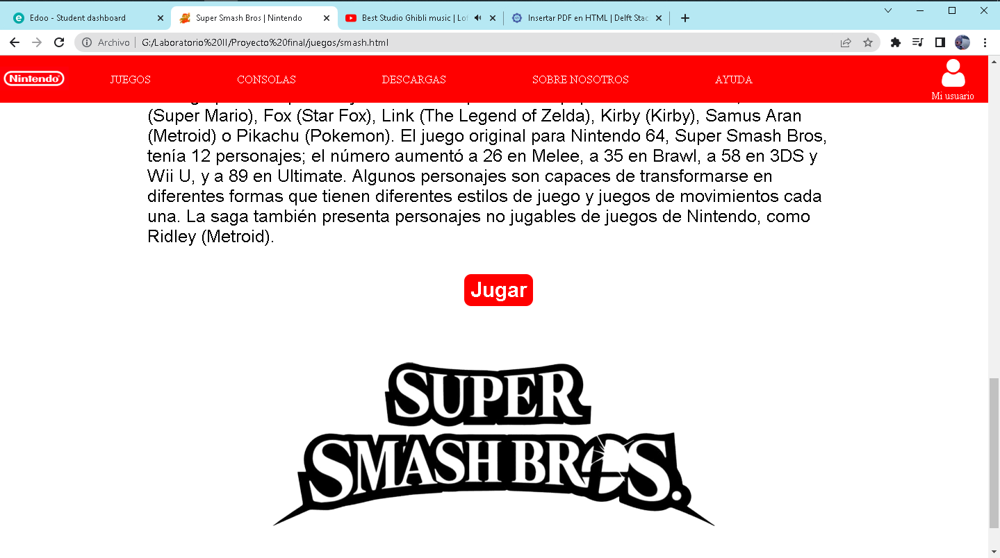 Edoo - Student dashboard
Super Smash Bros | Nintendo
Best Studio Ghibli music | Lo
Insertar PDF en HTML | Delft Stac
Archivo
G:/Laboratorio%20II/Proyecto%20final/juegos/smash.html
Nintendo
JUEGOS
CONSOLAS
DESCARGAS
SOBRE NOSOTROS
AYUDA
Mi usuario
(Super Mario), Fox (Star Fox), Link (The Legend of Zelda), Kirby (Kirby), Samus Aran
(Metroid) o Pikachu (Pokemon). El juego original para Nintendo 64, Super Smash Bros,
tenía 12 personajes; el número aumentó a 26 en Melee, a 35 en Brawl, a 58 en 3DS y
Wii U, y a 89 en Ultimate. Algunos personajes son capaces de transformarse en
diferentes formas que tienen diferentes estilos de juego y juegos de movimientos cada
una. La saga también presenta personajes no jugables de juegos de Nintendo, como
Ridley (Metroid).
Jugar
SUPER
SMASH BROS.